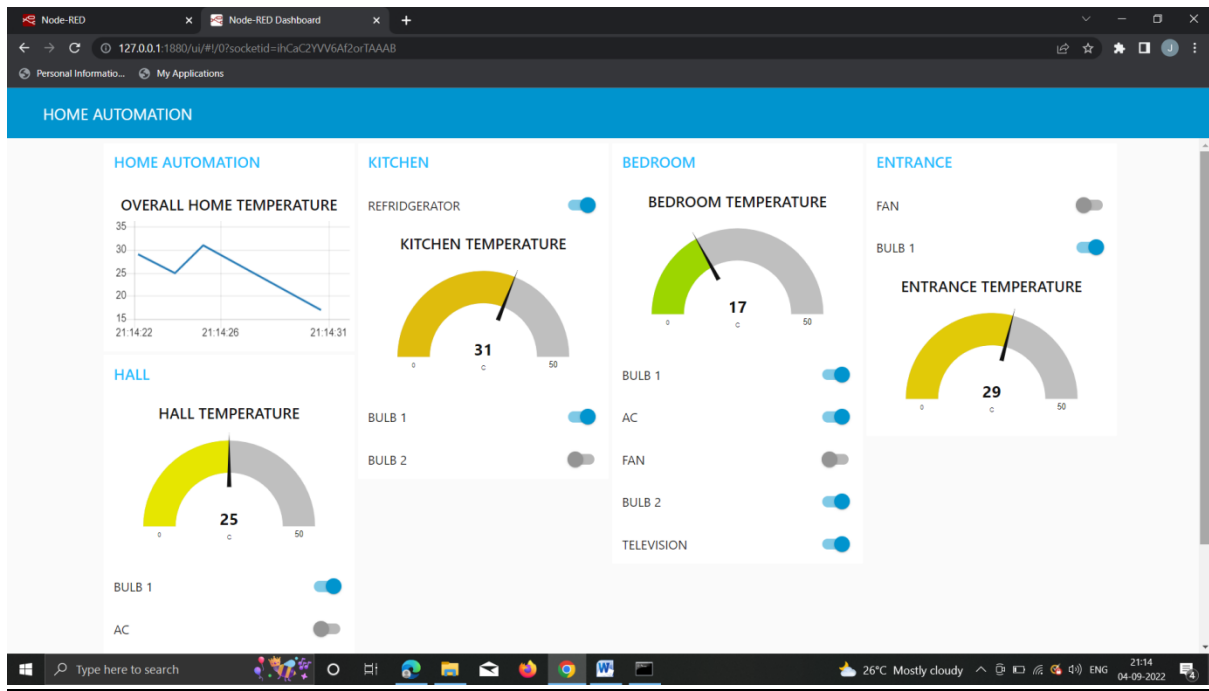 Node-RED
Node-RED Dashboard
127.0.0.1:1880/ui/#!/0?socketid=ihCaC2YVV6Af2orTAAAB
J
Personal Informatio...
My Applications
HOME AUTOMATION
HOME AUTOMATION
OVERALL HOME TEMPERATURE
35
30
25
20
15
21:14:22 21:14:26 21:14:31
HALL
HALL TEMPERATURE
25
0 c 50
BULB 1
AC
KITCHEN
REFRIDGERATOR
KITCHEN TEMPERATURE
31
0 c 50
BULB 1
BULB 2
BEDROOM
BEDROOM TEMPERATURE
17
0 c 50
BULB 1
AC
FAN
BULB 2
TELEVISION
ENTRANCE
FAN
BULB 1
ENTRANCE TEMPERATURE
29
0 c 50
Type here to search
W
26°C Mostly cloudy
ENG
21:14
04-09-2022
4